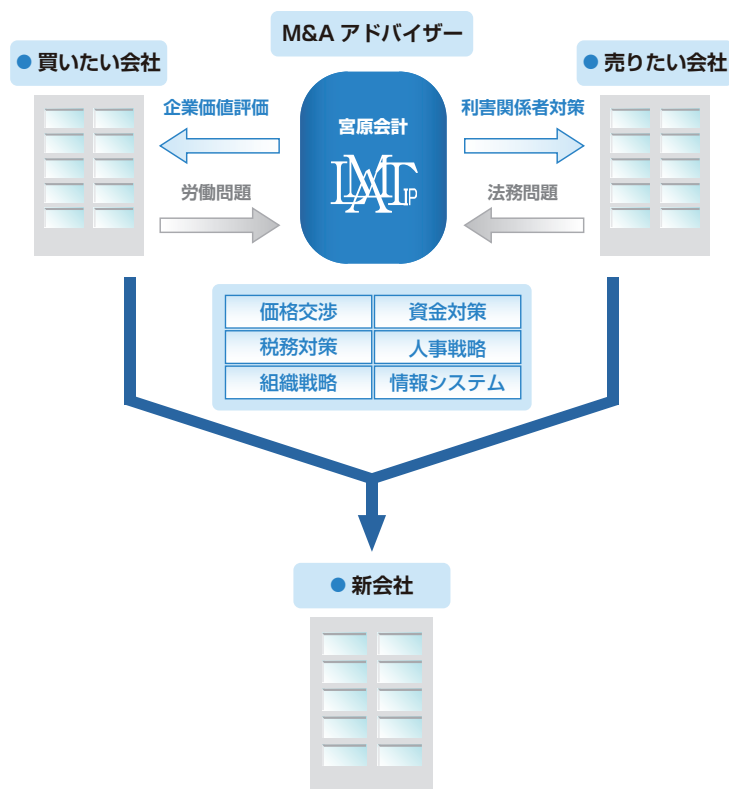 M&A アドバイザー
● 買いたい会社
● 売りたい会社
企業価値評価
宮原会計
利害関係者対策
労働問題
法務問題
価格交渉
資金対策
税務対策
人事戦略
組織戦略
情報システム
● 新会社